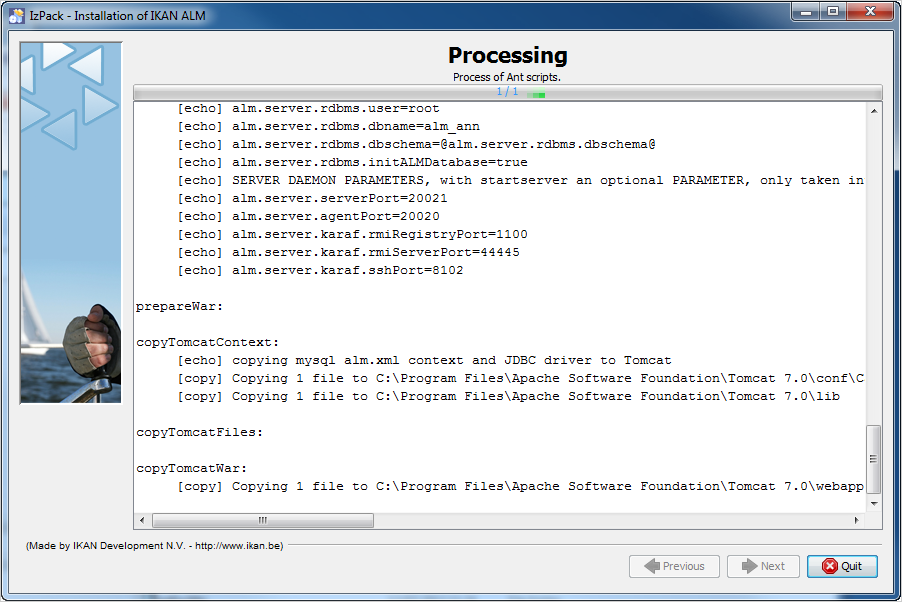 IzPack - Installation of IKAN ALM
Processing
Process of Ant scripts.
1 / 1
[echo] alm.server.rdbms.user=root
[echo] alm.server.rdbms.dbname=alm_ann
[echo] alm.server.rdbms.dbschema=@alm.server.rdbms.dbschema@
[echo] alm.server.rdbms.initALMDatabase=true
[echo] SERVER DAEMON PARAMETERS, with startserver an optional PARAMETER, only taken in
[echo] alm.server.serverPort=20021
[echo] alm.server.agentPort=20020
[echo] alm.server.karaf.rmiRegistryPort=1100
[echo] alm.server.karaf.rmiServerPort=44445
[echo] alm.server.karaf.sshPort=8102
prepareWar:
copyTomcatContext:
[echo] copying mysql alm.xml context and JDBC driver to Tomcat
[copy] Copying 1 file to C:\Program Files\Apache Software Foundation\Tomcat 7.0\conf\C
[copy] Copying 1 file to C:\Program Files\Apache Software Foundation\Tomcat 7.0\lib
copyTomcatFiles:
copyTomcatWar:
[copy] Copying 1 file to C:\Program Files\Apache Software Foundation\Tomcat 7.0\webapp
(Made by IKAN Development N.V. - http://www.ikan.be)
Previous
Next
Quit